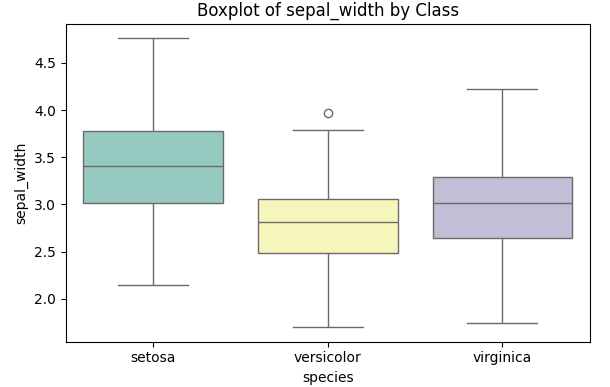 Boxplot of sepal_width by Class
4.5
4.0
3.5
3.0
2.5
2.0
sepal_width
setosa versicolor virginica
species